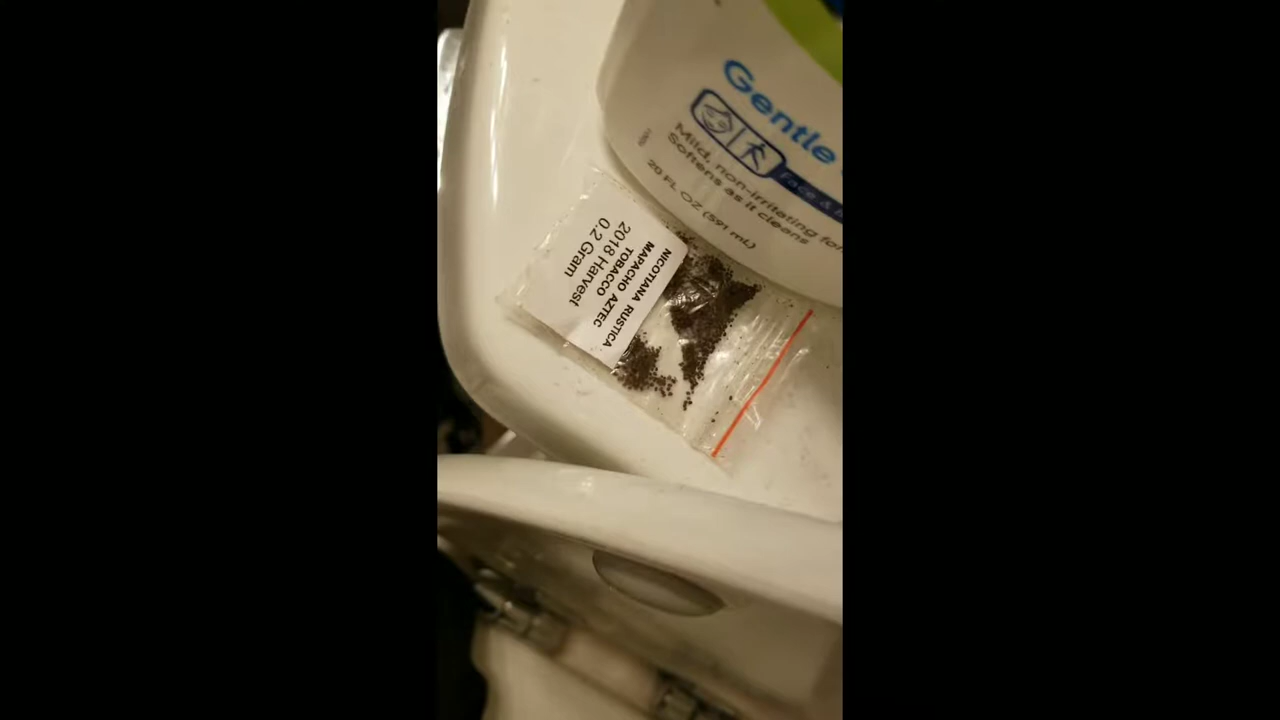 Gentle
Face &
Mild, non-irritating for
Softens as it cleans
20 FL OZ (591 mL)
NICOTIANA RUSTICA
MAPACHO AZTEC
TOBACCO
2018 Harvest
0.2 Gram